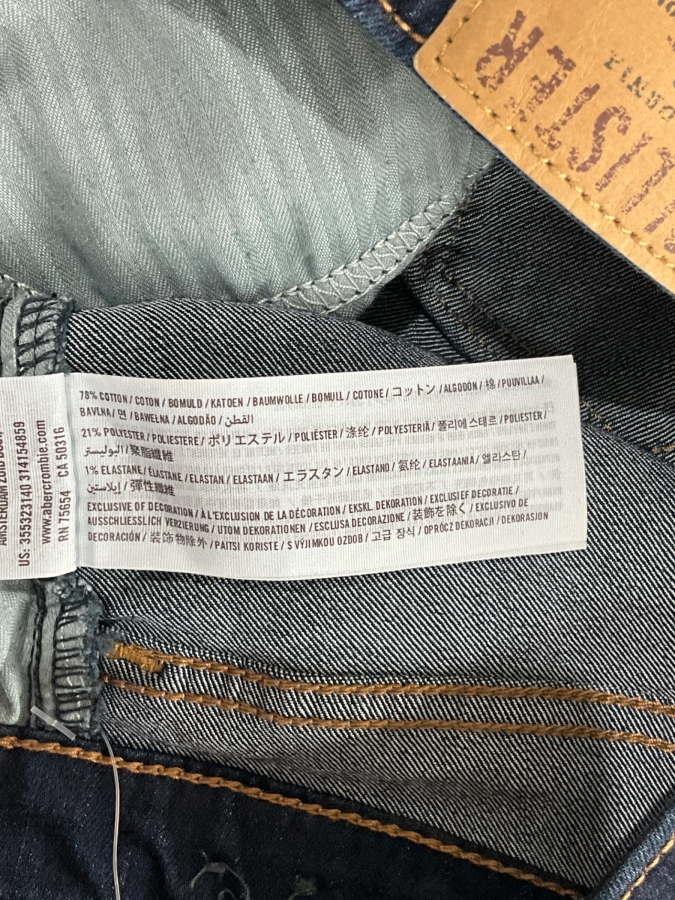 78% COTTON / COTON / BOMULD / KATOEN / BAUMWOLLE / BOMULL / COTONE / コットン / ALGODÓN / 棉 / PUUVILLAA /
BAVLNA / 면 / BAWEŁNA / ALGODÃO / القطن
21% POLYESTER / POLIESTERE / ポリエステル / POLIÉSTER / 涤纶 / POLYESTERIÄ / 폴리에스테르 / POLIESTER /
البوليستر / 聚脂纖維
1% ELASTANE / ÉLASTANE / ELASTAN / ELASTAAN / エラスタン / ELASTANO / 氨纶 / ELASTAANIA / 엘라스탄 /
إيلاستين / 彈性纖維
EXCLUSIVE OF DECORATION / À L'EXCLUSION DE LA DÉCORATION / EKSKL. DEKORATION / EXCLUSIEF DECORATIE /
AUSSCHLIESSLICH VERZIERUNG / UTOM DEKORATIONEN / ESCLUSA DECORAZIONE / 装飾を除く / EXCLUSIVO DE
DECORACIÓN / 装饰物除外 / PAITSI KORISTE / S VÝJIMKOU OZDOB / 고급 장식 / OPRÓCZ DEKORACJI / DEKORASJON
US: 355323140 314154859
www.abercrombie.com
RN 75654 CA 50316